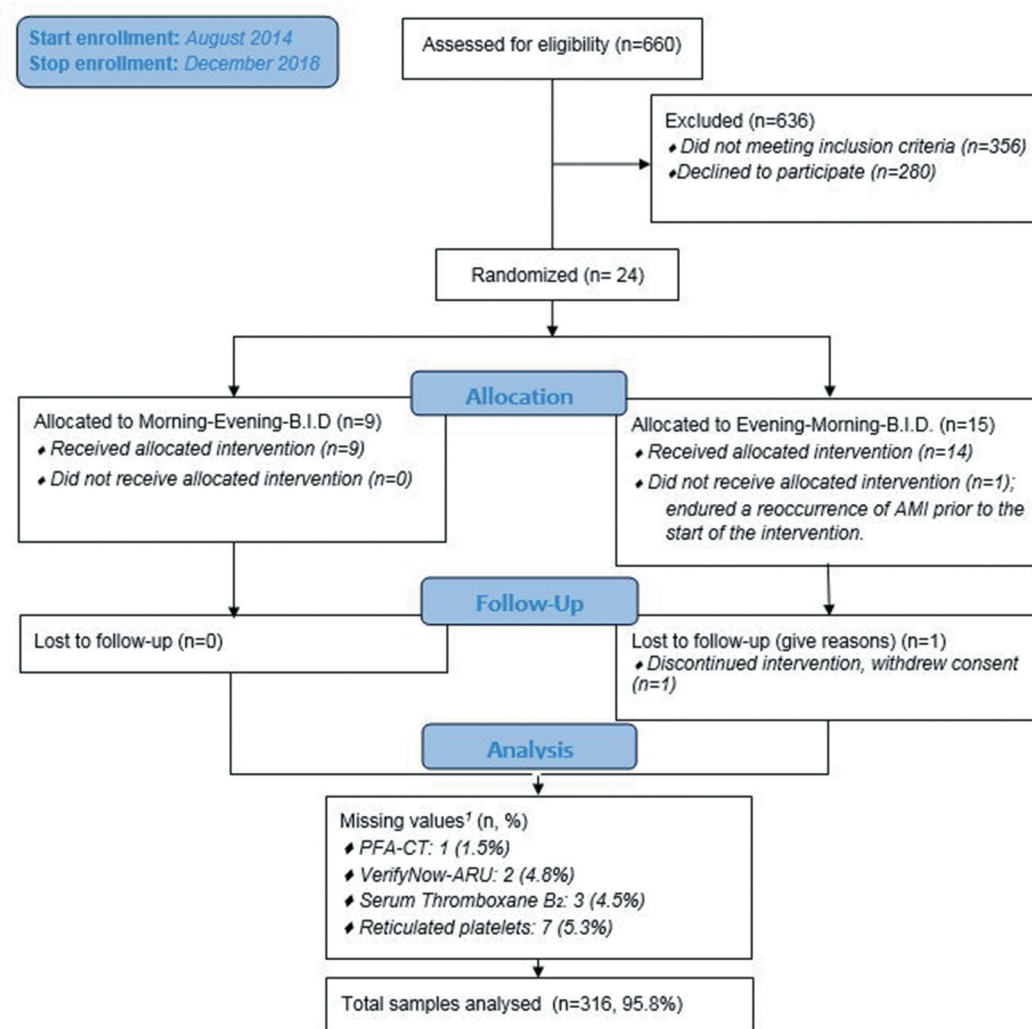 Start enrollment: August 2014
Stop enrollment: December 2018
Assessed for eligibility (n=660)
Excluded (n=636)
♦ Did not meeting inclusion criteria (n=356)
♦Declined to participate (n=280)
Randomized (n= 24)
Allocation
Allocated to Morning-Evening-B.I.D (n=9)
♦ Received allocated intervention (n=9)
♦ Did not receive allocated intervention (n=0)
Allocated to Evening-Morning-B.I.D. (n=15)
♦ Received allocated intervention (n=14)
♦ Did not receive allocated intervention (n=1);
endured a reoccurrence of AMI prior to the
start of the intervention.
Follow-Up
Lost to follow-up (n=0)
Lost to follow-up (give reasons) (n=1)
♦ Discontinued intervention, withdrew consent
(n=1)
Analysis
Missing values¹ (n, %)
♦ PFA-CT: 1 (1.5%)
♦ VerifyNow-ARU: 2 (4.8%)
♦ Serum Thromboxane B₂: 3 (4.5%)
♦ Reticulated platelets: 7 (5.3%)
Total samples analysed (n=316, 95.8%)